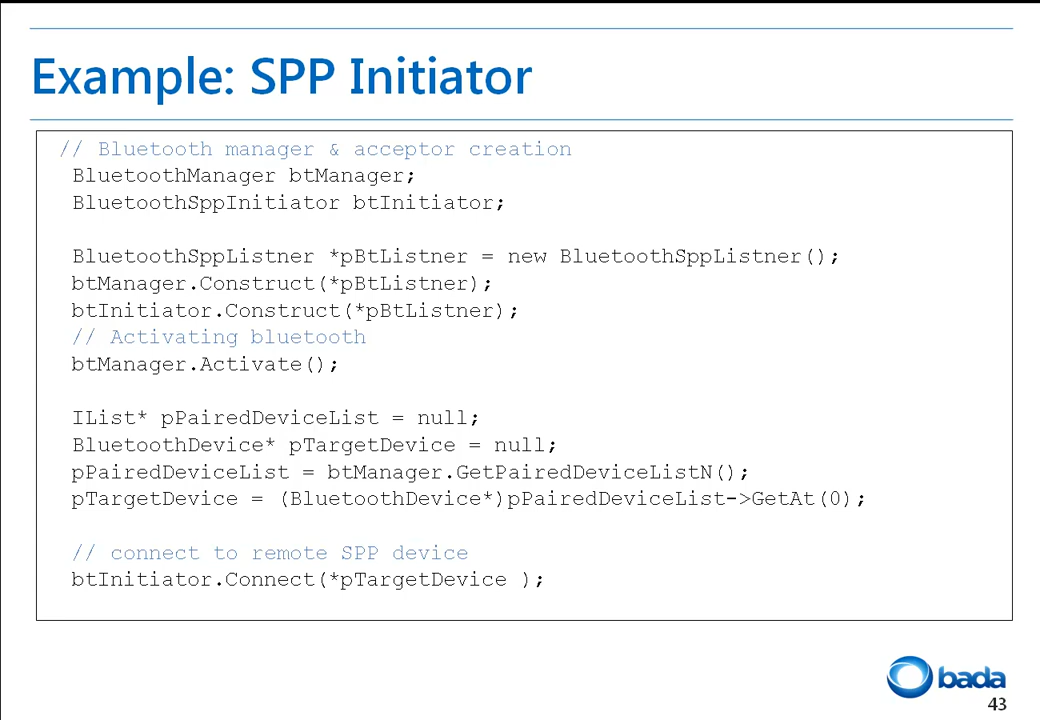 Example: SPP Initiator
// Bluetooth manager & acceptor creation
BluetoothManager btManager;
BluetoothSppInitiator btInitiator;
BluetoothSppListner *pBtListner = new BluetoothSppListner();
btManager.Construct(*pBtListner);
btInitiator.Construct(*pBtListner);
// Activating bluetooth
btManager.Activate();
IList* pPairedDeviceList = null;
BluetoothDevice* pTargetDevice = null;
pPairedDeviceList = btManager.GetPairedDeviceListN();
pTargetDevice = (BluetoothDevice*)pPairedDeviceList->GetAt(0);
// connect to remote SPP device
btInitiator.Connect(*pTargetDevice );
bada
43